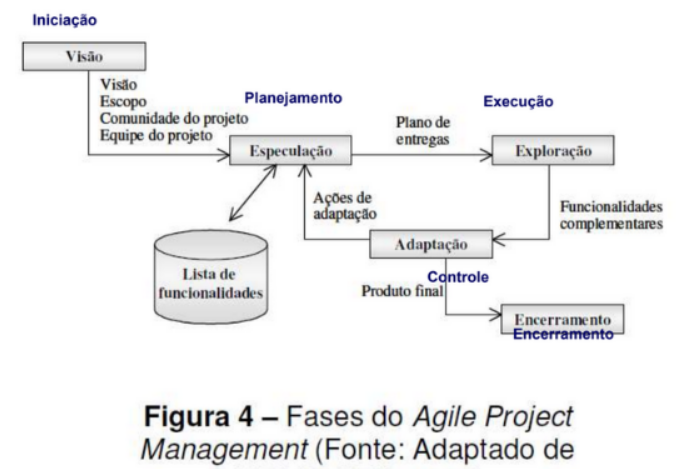 Iniciação
Visão
Visão
Escopo
Comunidade do projeto
Equipe do projeto
Planejamento
Especulação
Plano de
entregas
Execução
Exploração
Ações de
adaptação
Funcionalidades
complementares
Adaptação
Controle
Lista de
funcionalidades
Produto final
Encerramento
Encerramento
Figura 4 – Fases do Agile Project
Management (Fonte: Adaptado de